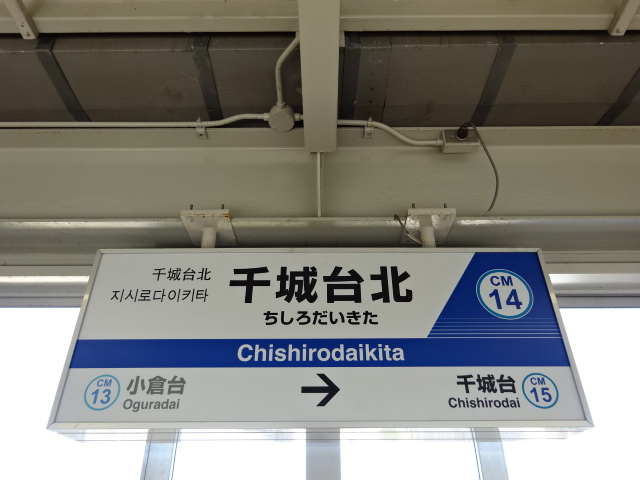 千城台北
지시로다이키타
千城台北
ちしろだいきた
CM
14
Chishirodaikita
CM
13
小倉台
Oguradai
→
千城台
Chishirodai
CM
15